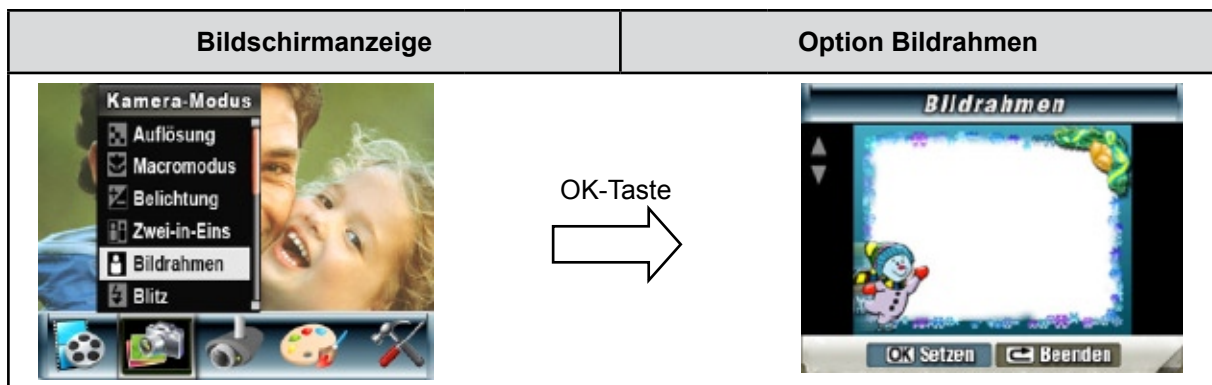 Bildschirmanzeige
Option Bildrahmen
Kamera-Modus
Auflösung
Macromodus
Belichtung
Zwei-in-Eins
Bildrahmen
Blitz
OK-Taste
Bildrahmen
OK Setzen
Beenden